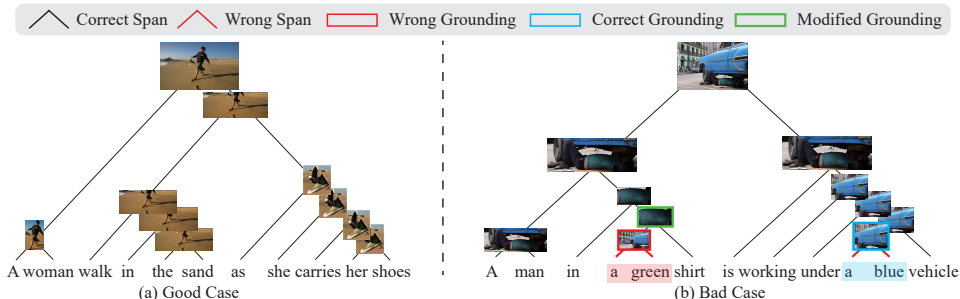 Correct Span Wrong Span Wrong Grounding Correct Grounding Modified Grounding
A woman walk in the sand as she carries her shoes
(a) Good Case
A man in a green shirt is working under a blue vehicle
(b) Bad Case